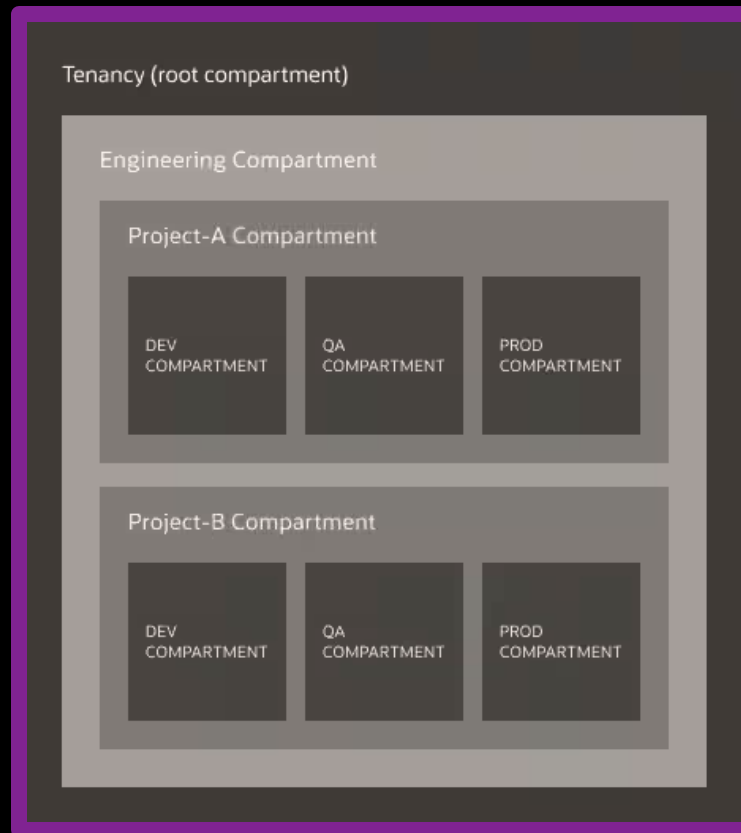 Tenancy (root compartment)
Engineering Compartment
Project-A Compartment
DEV
COMPARTMENT
QA
COMPARTMENT
PROD
COMPARTMENT
Project-B Compartment
DEV
COMPARTMENT
QA
COMPARTMENT
PROD
COMPARTMENT